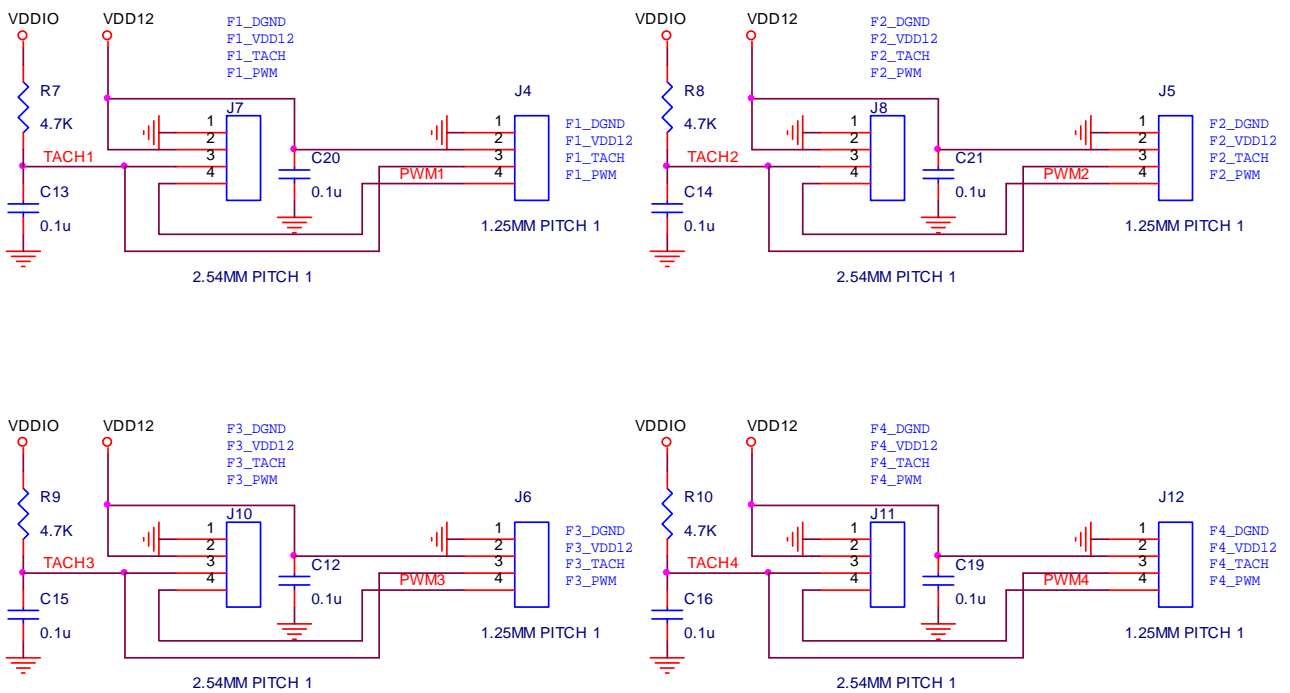 VDDIO
VDD12
F1_DGND
F1_VDD12
F1_TACH
F1_PWM
R7
4.7K
J7
1
2
3
4
TACH1
C13
0.1u
C20
0.1u
PWM1
J4
1
2
3
4
F1_DGND
F1_VDD12
F1_TACH
F1_PWM
1.25MM PITCH 1
2.54MM PITCH 1
VDDIO
VDD12
F2_DGND
F2_VDD12
F2_TACH
F2_PWM
R8
4.7K
J8
1
2
3
4
TACH2
C14
0.1u
C21
0.1u
PWM2
J5
1
2
3
4
F2_DGND
F2_VDD12
F2_TACH
F2_PWM
1.25MM PITCH 1
2.54MM PITCH 1
VDDIO
VDD12
F3_DGND
F3_VDD12
F3_TACH
F3_PWM
R9
4.7K
J10
1
2
3
4
TACH3
C15
0.1u
C12
0.1u
PWM3
J6
1
2
3
4
F3_DGND
F3_VDD12
F3_TACH
F3_PWM
1.25MM PITCH 1
2.54MM PITCH 1
VDDIO
VDD12
F4_DGND
F4_VDD12
F4_TACH
F4_PWM
R10
4.7K
J11
1
2
3
4
TACH4
C16
0.1u
C19
0.1u
PWM4
J12
1
2
3
4
F4_DGND
F4_VDD12
F4_TACH
F4_PWM
1.25MM PITCH 1
2.54MM PITCH 1